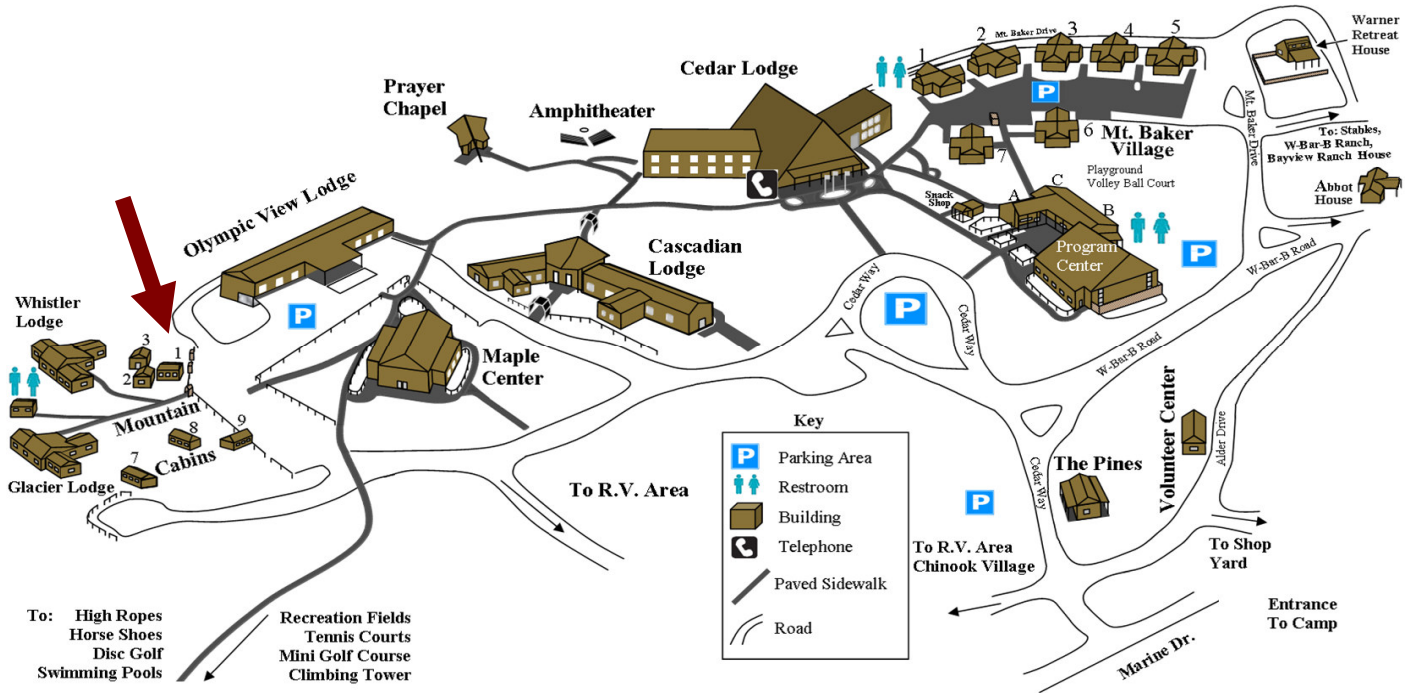 Prayer
Chapel
Amphitheater
Cedar Lodge
1
2
Mt. Baker Drive
3
4
5
Warner
Retreat
House
P
6
7
Mt. Baker
Village
Playground
Volley Ball Court
Mt. Baker Drive
To: Stables,
W-Bar-B Ranch,
Bayview Ranch House
Abbot
House
Olympic View Lodge
Cascadian
Lodge
Snack
Shop
A
C
B
Program
Center
P
W-Bar-B Road
Whistler
Lodge
P
3
1
2
Mountain
Cabins
8
9
7
Glacier Lodge
Maple
Center
Cedar Way
P
Cedar Way
W-Bar-B Road
To R.V. Area
Key
P Parking Area
Restroom
Building
Telephone
Paved Sidewalk
Road
P
Cedar Way
The Pines
Volunteer Center
Alder Drive
To R.V. Area
Chinook Village
To Shop
Yard
Entrance
To Camp
Marine Dr.
To: High Ropes
Horse Shoes
Disc Golf
Swimming Pools
Recreation Fields
Tennis Courts
Mini Golf Course
Climbing Tower